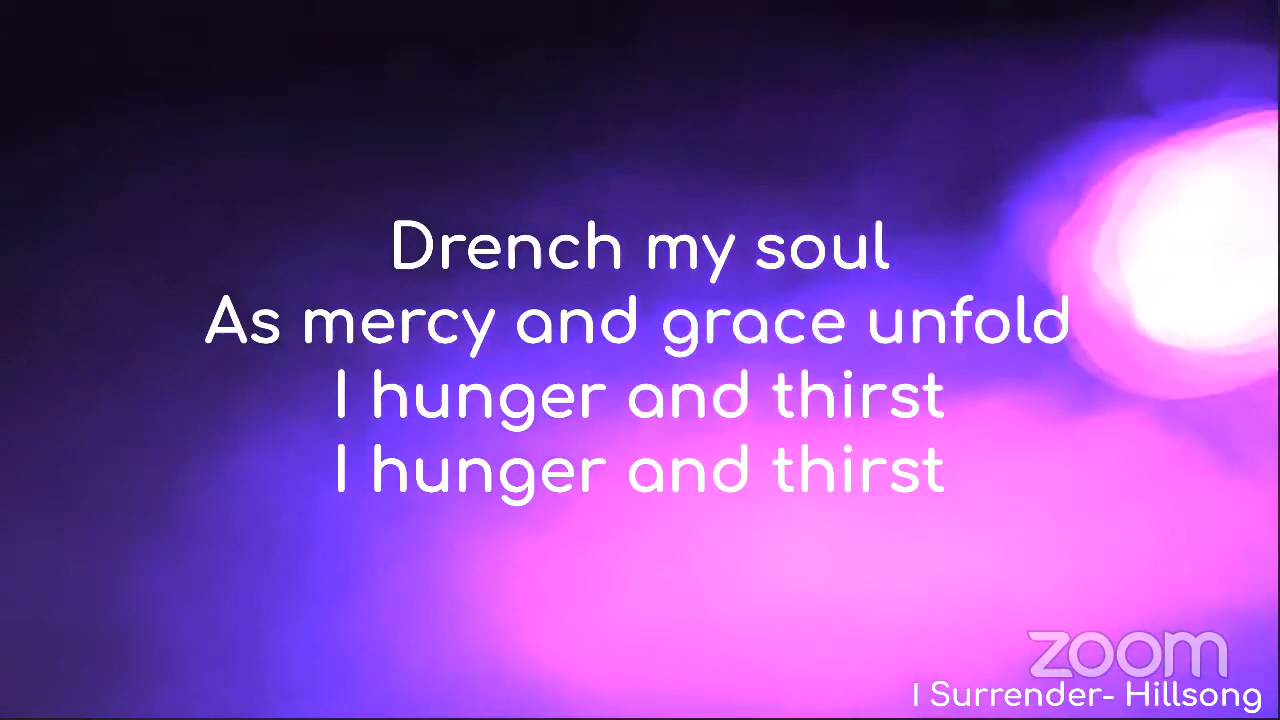 Drench my soul
As mercy and grace unfold
I hunger and thirst
I hunger and thirst
zoom
I Surrender- Hillsong